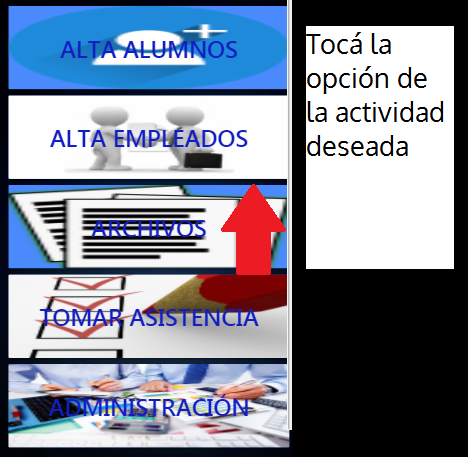 ALTA ALUMNOS
ALTA EMPLEADOS
ARCHIVOS
TOMAR ASISTENCIA
ADMINISTRACION
Tocá la
opción de
la actividad
deseada